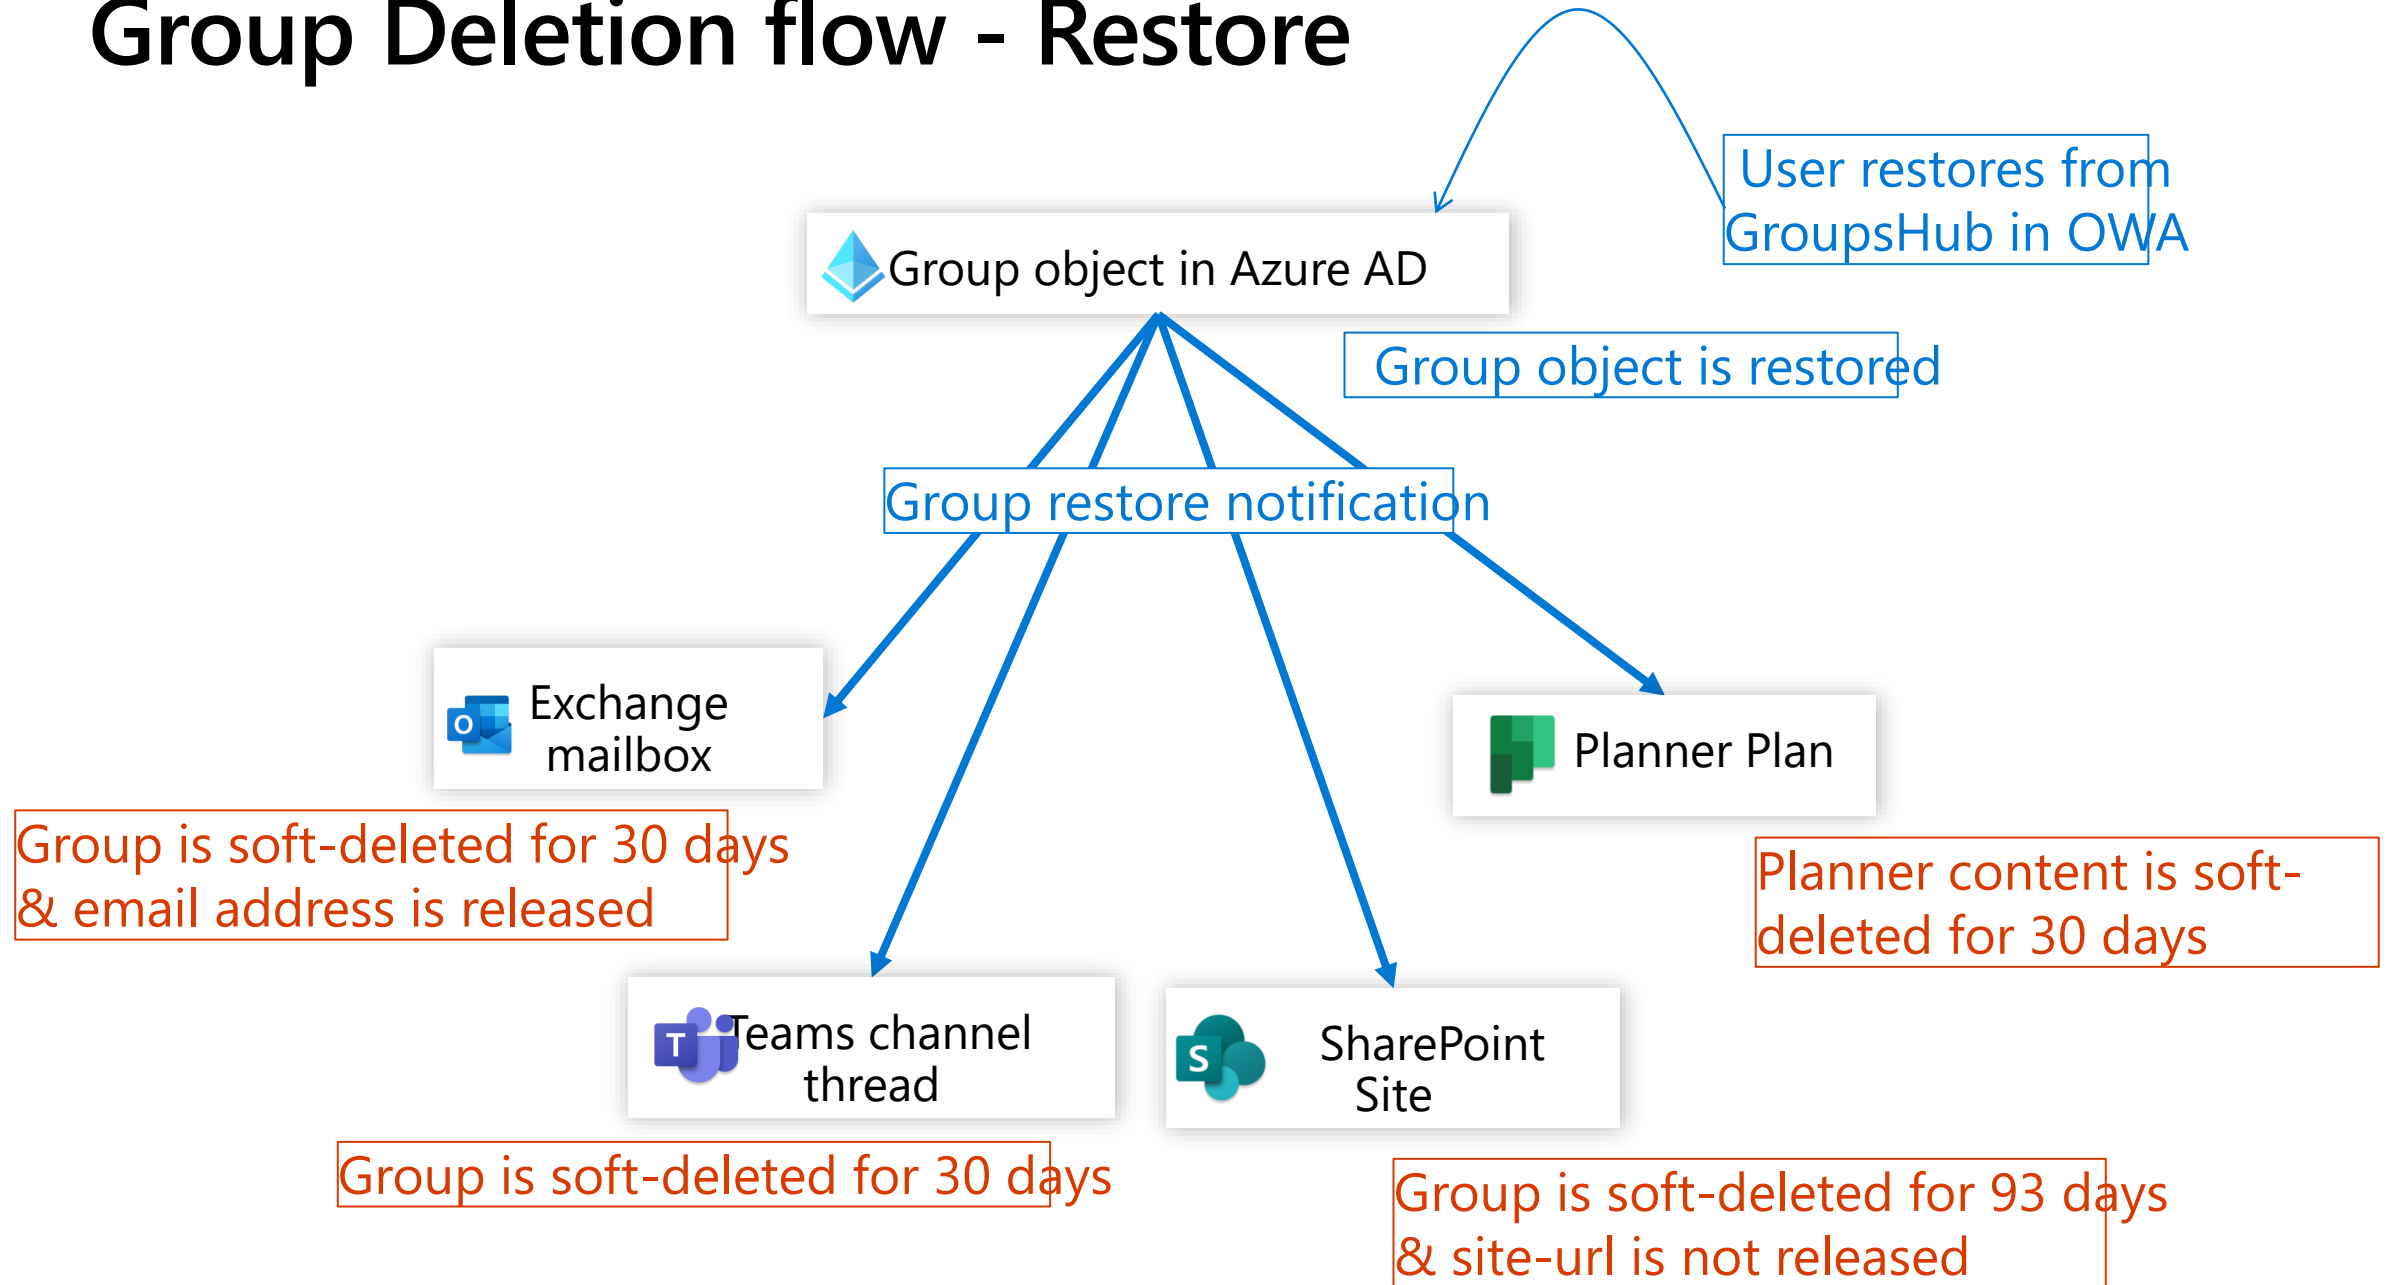 Group Deletion flow - Restore
User restores from
GroupsHub in OWA
Group object in Azure AD
Group object is restored
Group restore notification
O
Exchange
mailbox
Planner Plan
Group is soft-deleted for 30 days
& email address is released
Planner content is soft-
deleted for 30 days
T
Teams channel
thread
S
SharePoint
Site
Group is soft-deleted for 30 days
Group is soft-deleted for 93 days
& site-url is not released